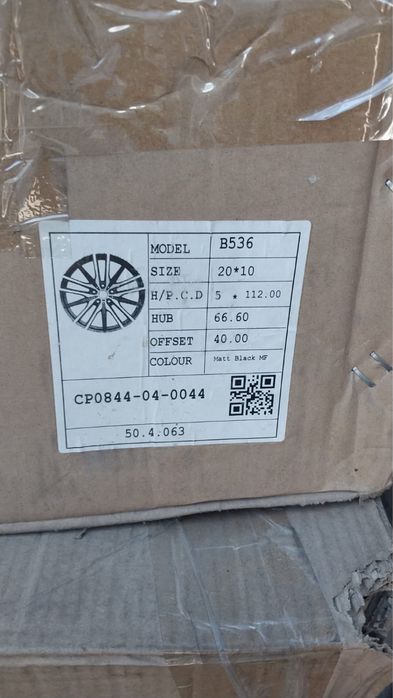 MODEL B536
SIZE 20*10
H/P.C.D 5 * 112.00
HUB 66.60
OFFSET 40.00
COLOUR Matt Black MF
CP0844-04-0044
50.4.063